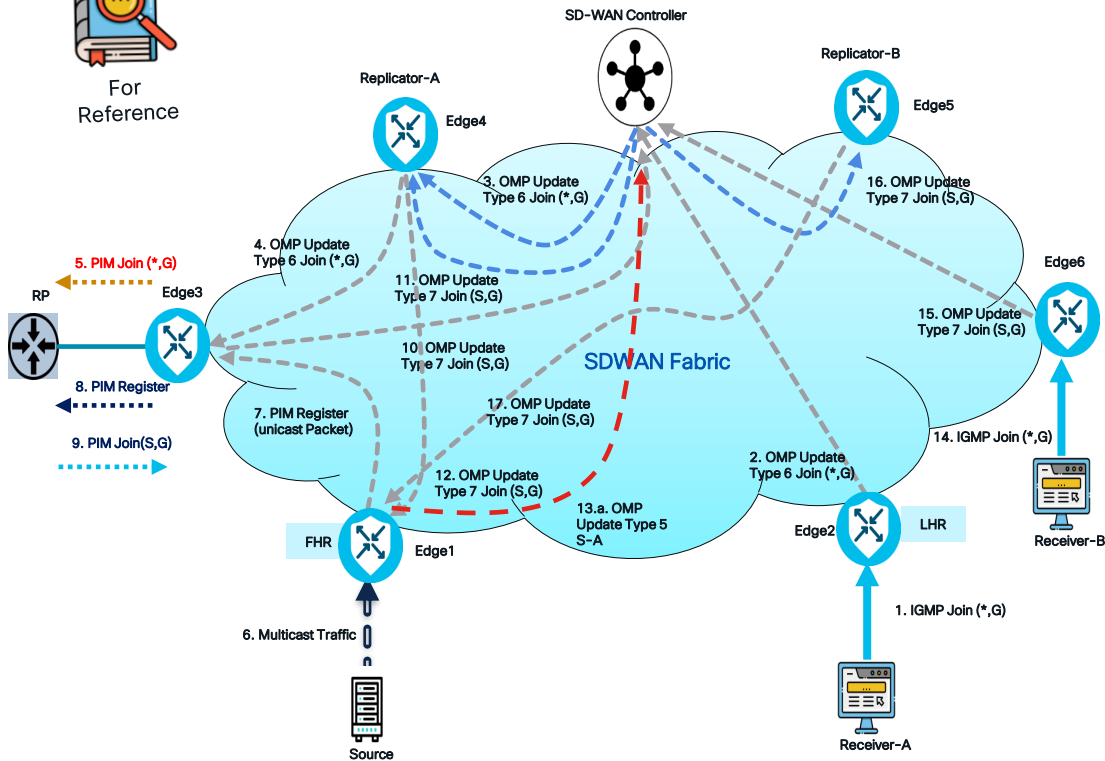 SD-WAN Controller
For
Reference
Replicator-A
Edge4
Replicator-B
Edge5
3. OMP Update
Type 6 Join (*,G)
16. OMP Update
Type 7 Join (S,G)
4. OMP Update
Type 6 Join (*,G)
5. PIM Join (*,G)
RP
Edge3
11. OMP Update
Type 7 Join (S,G)
Edge6
15. OMP Update
Type 7 Join (S,G)
10. OMP Update
Type 7 Join (S,G)
SDWAN Fabric
8. PIM Register
9. PIM Join(S,G)
7. PIM Register
(unicast Packet)
17. OMP Update
Type 7 Join (S,G)
14. IGMP Join (*,G)
12. OMP Update
Type 7 Join (S,G)
2. OMP Update
Type 6 Join (*,G)
13.a. OMP
Update Type 5
S-A
FHR
Edge1
Edge2
LHR
Receiver-B
1. IGMP Join (*,G)
6. Multicast Traffic
Source
Receiver-A